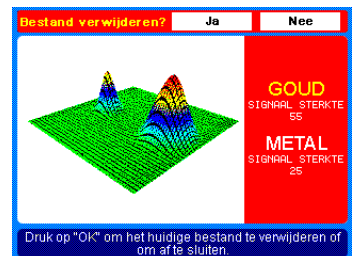 Bestand verwijderen? Ja Nee
GOUD
SIGNAAL STERKTE
55
METAL
SIGNAAL STERKTE
25
Druk op "OK" om het huidige bestand te verwijderen of
om af te sluiten.